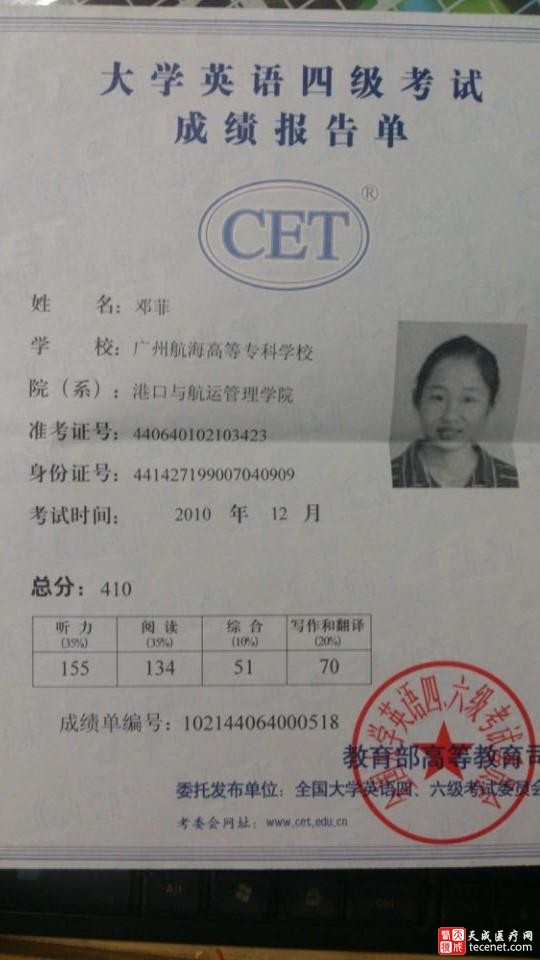 大学英语四级考试
成绩报告单
CET®
姓 名: 邓菲
学 校: 广州航海高等专科学校
院(系): 港口与航运管理学院
准考证号: 440640102103423
身份证号: 441427199007040909
考试时间: 2010 年 12 月
总分: 410
听力 (35%) 阅读 (35%) 综合 (10%) 写作和翻译 (20%)
155 134 51 70
成绩单编号: 102144064000518
教育部高等教育司
委托发布单位: 全国大学英语四、六级考试委员会
考委会网址: www.cet.edu.cn
全国大学英语四、六级考试委员会
Alt
天成医疗网
tecenet.com